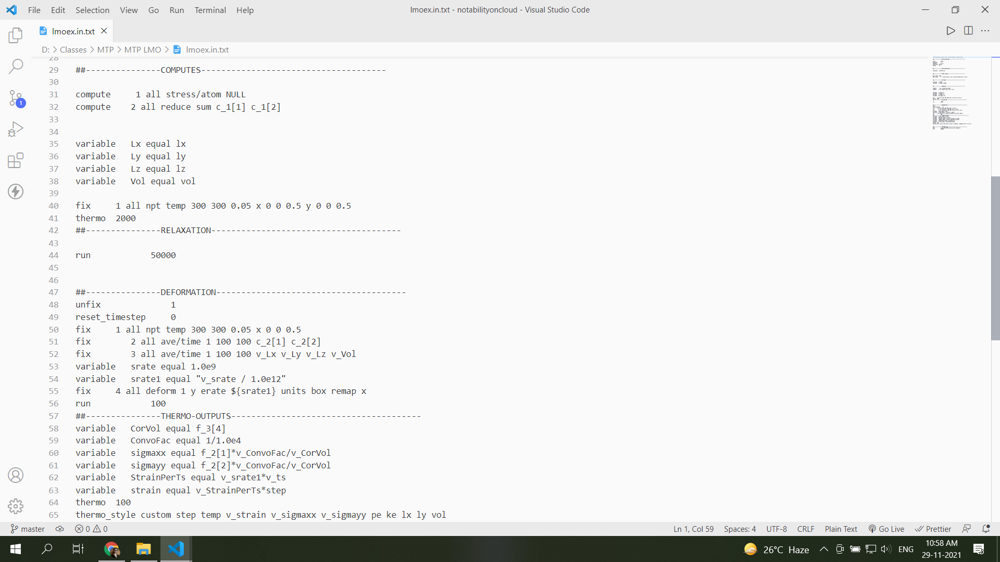 File Edit Selection View Go Run Terminal Help
lmoex.in.txt - notabilityoncloud - Visual Studio Code
lmoex.in.txt
D: > Classes > MTP > MTP LMO > lmoex.in.txt
28
29 ##---------------COMPUTES-------------------------------------
30
31 compute     1 all stress/atom NULL
32 compute    2 all reduce sum c_1[1] c_1[2]
33
34
35 variable   Lx equal lx
36 variable   Ly equal ly
37 variable   Lz equal lz
38 variable   Vol equal vol
39
40 fix     1 all npt temp 300 300 0.05 x 0 0 0.5 y 0 0 0.5
41 thermo  2000
42 ##---------------RELAXATION--------------------------------------
43
44 run            50000
45
46
47 ##---------------DEFORMATION--------------------------------------
48 unfix              1
49 reset_timestep     0
50 fix     1 all npt temp 300 300 0.05 x 0 0 0.5
51 fix        2 all ave/time 1 100 100 c_2[1] c_2[2]
52 fix        3 all ave/time 1 100 100 v_Lx v_Ly v_Lz v_Vol
53 variable   srate equal 1.0e9
54 variable   srate1 equal "v_srate / 1.0e12"
55 fix     4 all deform 1 y erate ${srate1} units box remap x
56 run            100
57 ##---------------THERMO-OUTPUTS--------------------------------------
58 variable   CorVol equal f_3[4]
59 variable   ConvoFac equal 1/1.0e4
60 variable   sigmaxx equal f_2[1]*v_ConvoFac/v_CorVol
61 variable   sigmayy equal f_2[2]*v_ConvoFac/v_CorVol
62 variable   StrainPerTs equal v_srate1*v_ts
63 variable   strain equal v_StrainPerTs*step
64 thermo  100
65 thermo_style custom step temp v_strain v_sigmaxx v_sigmayy pe ke lx ly vol
1
master 0 0 Ln 1, Col 59 Spaces: 4 UTF-8 CRLF Plain Text Go Live Prettier
26°C Haze ENG 10:58 AM
29-11-2021